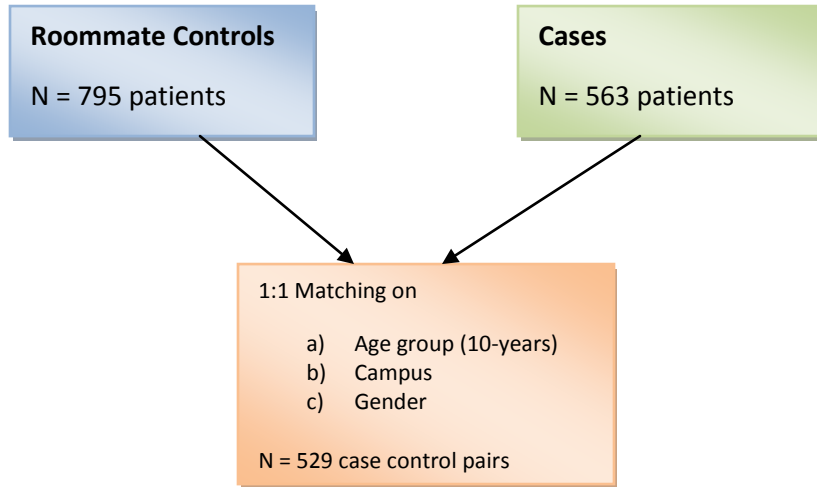 Roommate Controls
N = 795 patients
Cases
N = 563 patients
1:1 Matching on
a) Age group (10-years)
b) Campus
c) Gender
N = 529 case control pairs